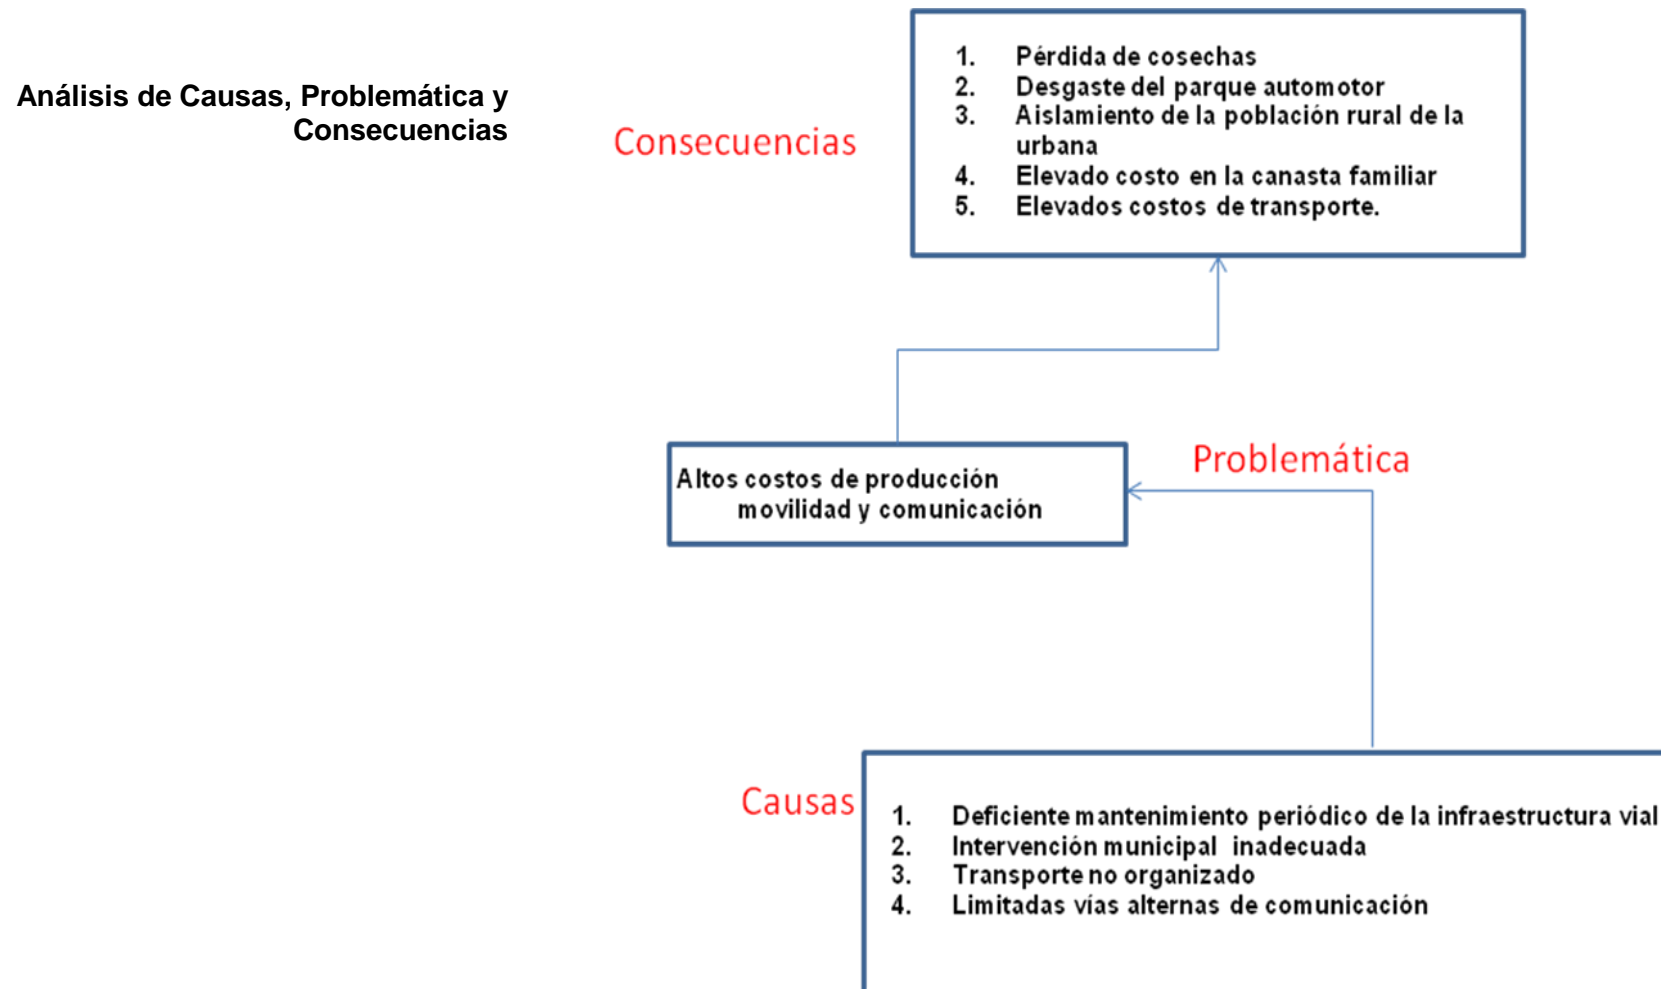 Análisis de Causas, Problemática y
Consecuencias
Consecuencias
1. Pérdida de cosechas
2. Desgaste del parque automotor
3. Aislamiento de la población rural de la
urbana
4. Elevado costo en la canasta familiar
5. Elevados costos de transporte.
Problemática
Altos costos de producción
movilidad y comunicación
Causas
1. Deficiente mantenimiento periódico de la infraestructura vial
2. Intervención municipal inadecuada
3. Transporte no organizado
4. Limitadas vías alternas de comunicación